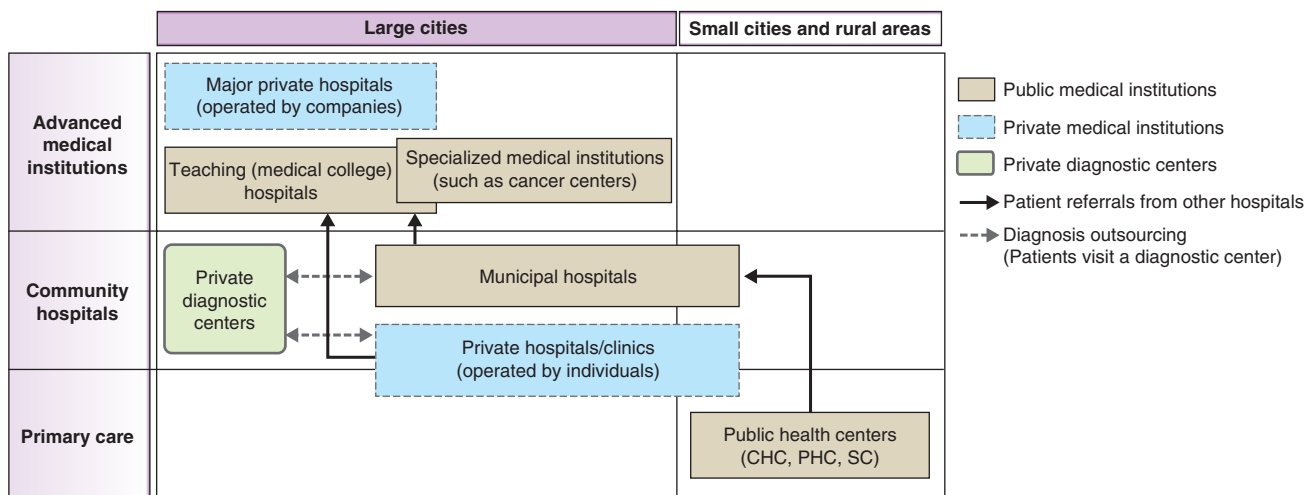 Large cities
Small cities and rural areas
Advanced
medical
institutions
Major private hospitals
(operated by companies)
Teaching (medical college)
hospitals
Specialized medical institutions
(such as cancer centers)
Community
hospitals
Private
diagnostic
centers
Municipal hospitals
Private hospitals/clinics
(operated by individuals)
Primary care
Public health centers
(CHC, PHC, SC)
Public medical institutions
Private medical institutions
Private diagnostic centers
Patient referrals from other hospitals
Diagnosis outsourcing
(Patients visit a diagnostic center)